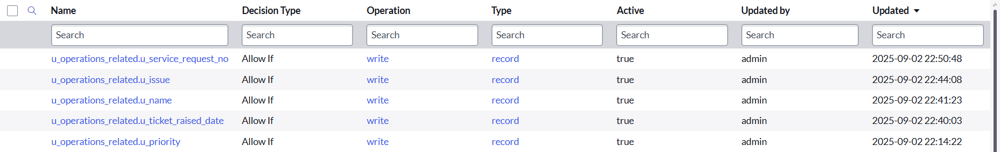 Name Decision Type Operation Type Active Updated by Updated
Search Search Search Search Search Search Search
u_operations_related.u_service_request_no Allow If write record true admin 2025-09-02 22:50:48
u_operations_related.u_issue Allow If write record true admin 2025-09-02 22:44:08
u_operations_related.u_name Allow If write record true admin 2025-09-02 22:41:23
u_operations_related.u_ticket_raised_date Allow If write record true admin 2025-09-02 22:40:03
u_operations_related.u_priority Allow If write record true admin 2025-09-02 22:14:22